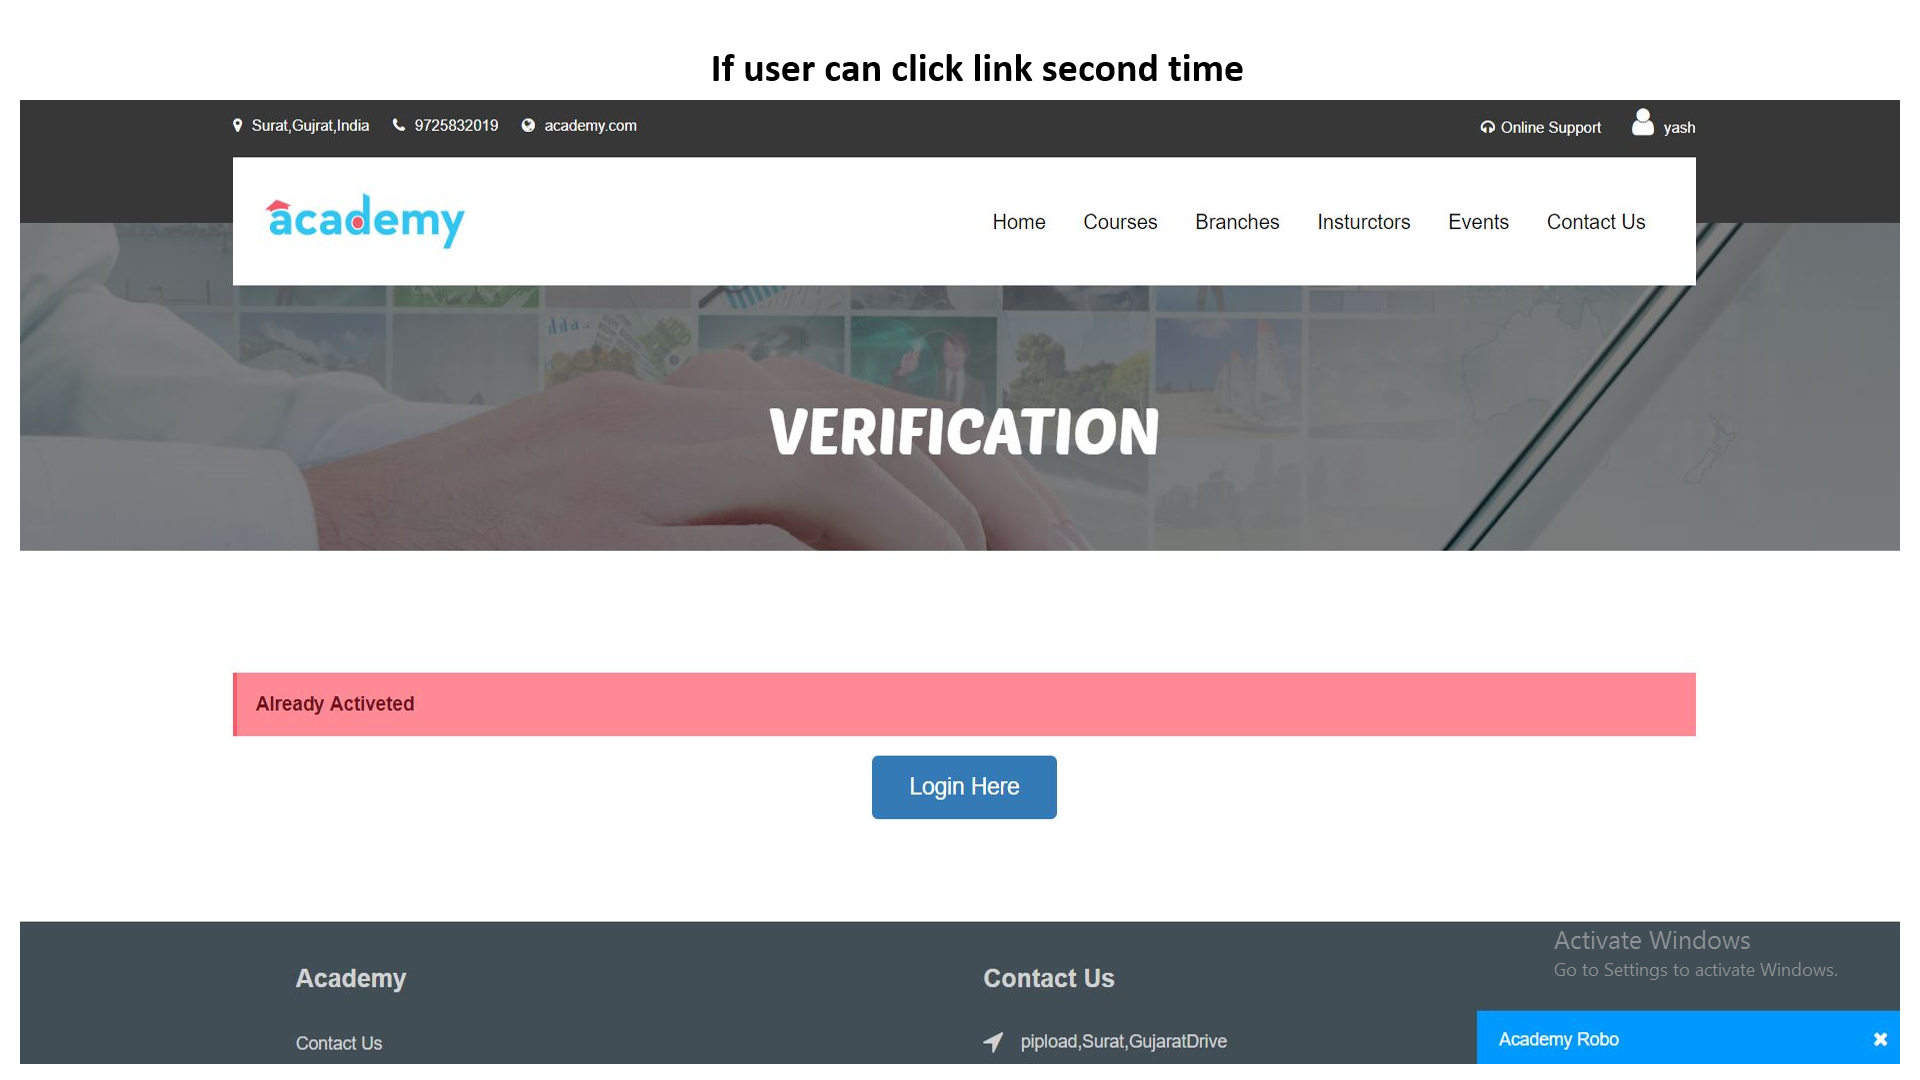 If user can click link second time
Surat,Gujrat,India 9725832019 academy.com Online Support yash
academy Home Courses Branches Insturctors Events Contact Us
VERIFICATION
Already Activeted
Login Here
Activate Windows
Go to Settings to activate Windows.
Academy Contact Us
Contact Us pipload,Surat,GujaratDrive Academy Robo